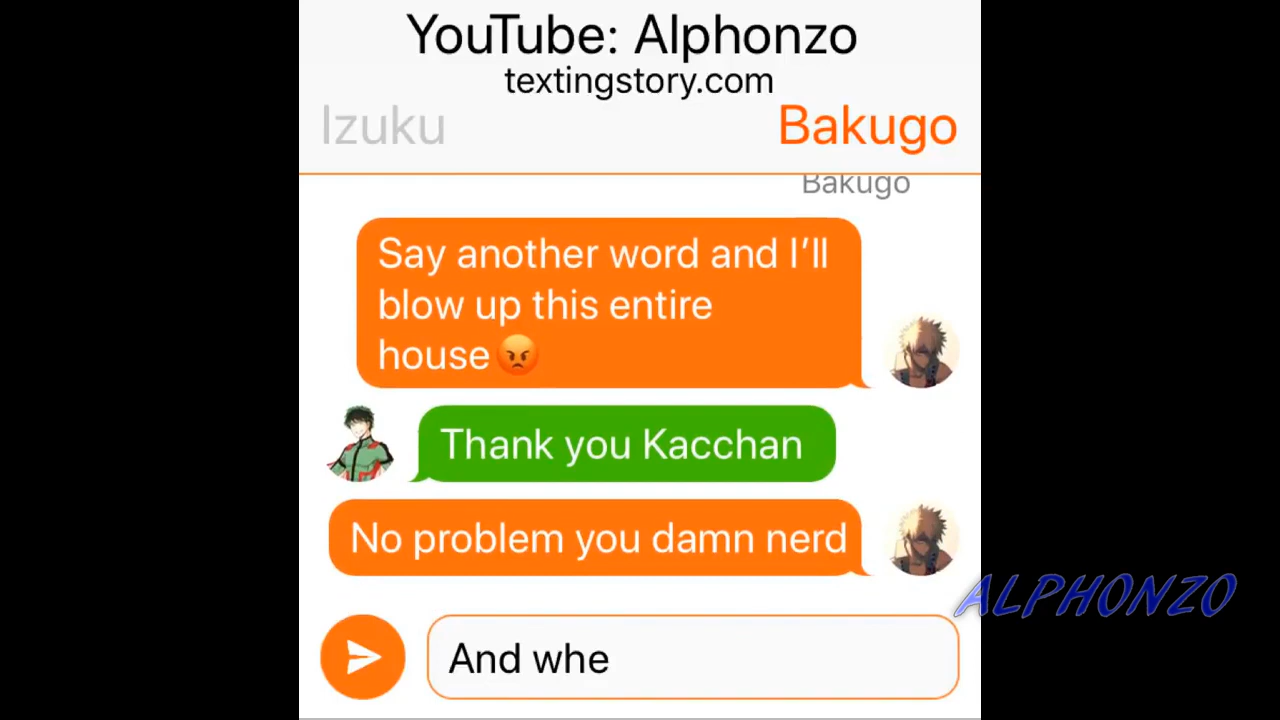 YouTube: Alphonzo
textingstory.com
Izuku
Bakugo
Bakugo
Say another word and I’ll
blow up this entire
house😡
Thank you Kacchan
No problem you damn nerd
ALPHONZO
And whe